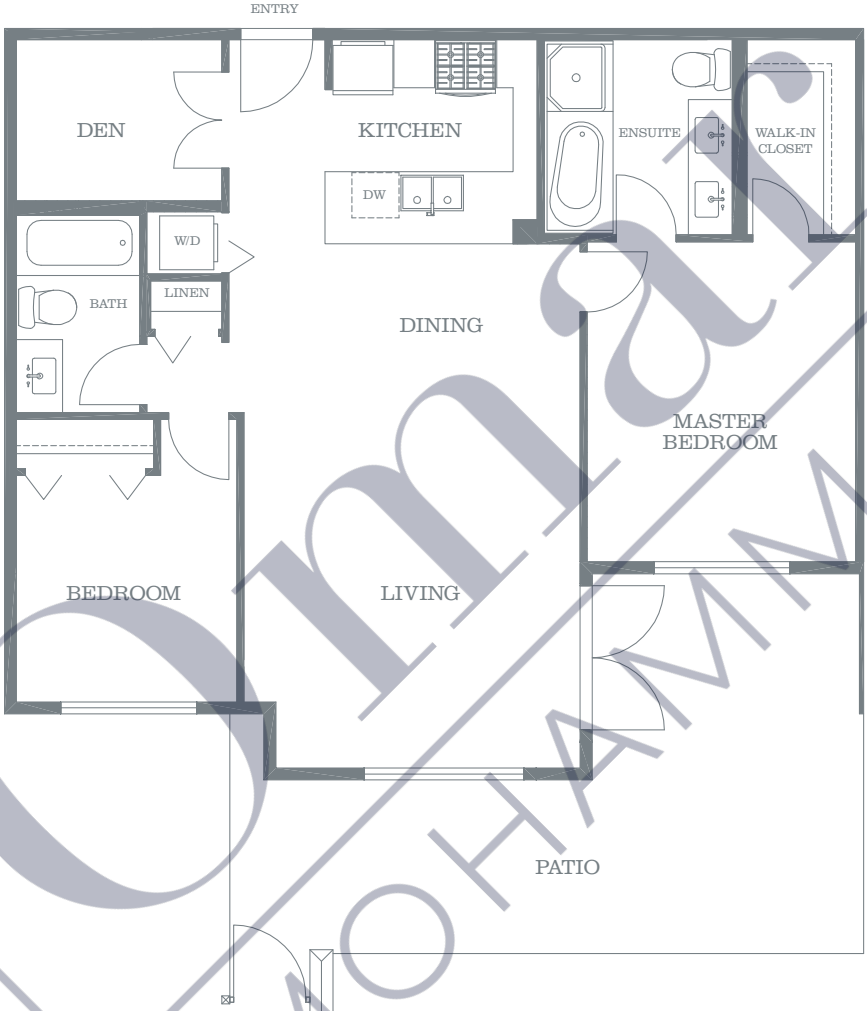 ENTRY
DEN
KITCHEN
ENSUITE
WALK-IN
CLOSET
DW
W/D
LINEN
BATH
DINING
MASTER
BEDROOM
BEDROOM
LIVING
PATIO
Omar
MOHAMM